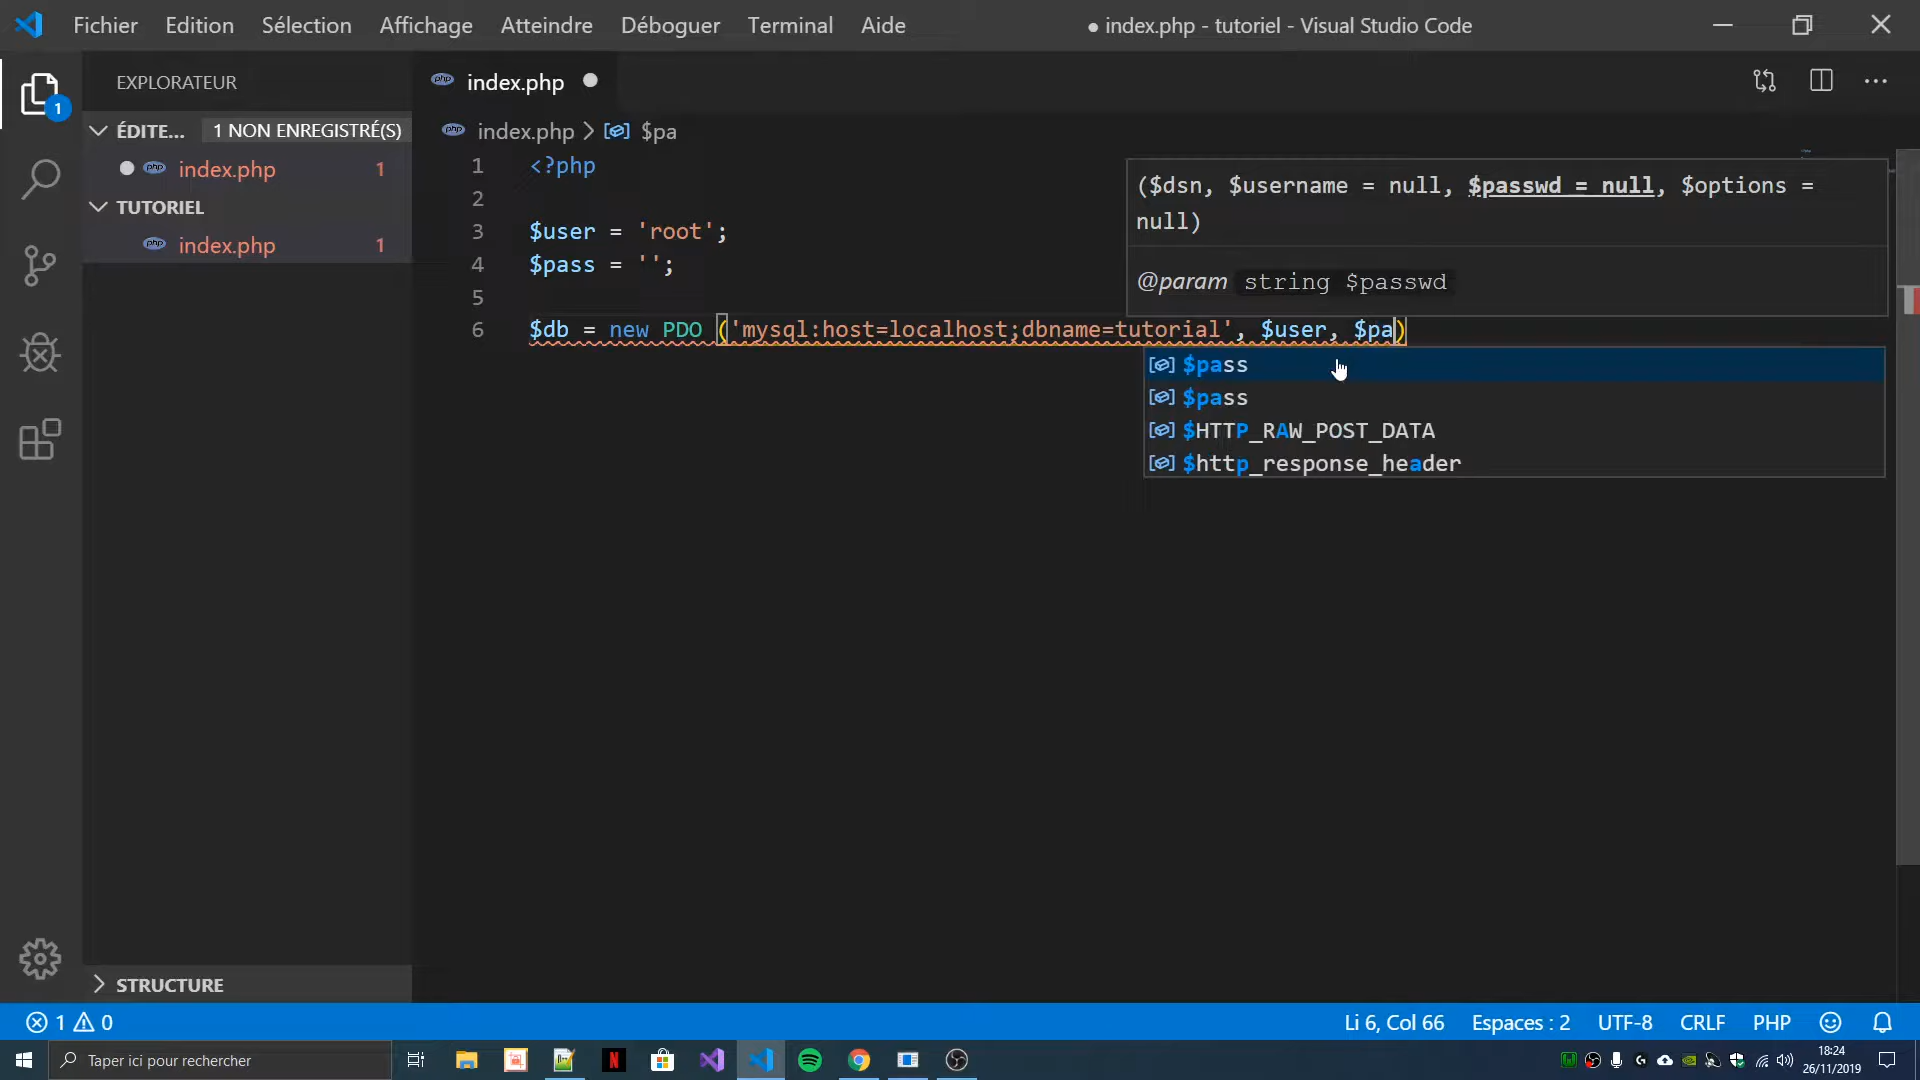 Fichier Edition Sélection Affichage Atteindre Déboguer Terminal Aide ● index.php - tutoriel - Visual Studio Code
EXPLORATEUR
index.php
ÉDITE... 1 NON ENREGISTRÉ(S)
index.php > $pa
index.php 1
TUTORIEL
index.php 1
1 <?php
2
3 $user = 'root';
4 $pass = '';
5
6 $db = new PDO ('mysql:host=localhost;dbname=tutorial', $user, $pa)
($dsn, $username = null, $passwd = null, $options =
null)
@param string $passwd
$pass
$pass
$HTTP_RAW_POST_DATA
$http_response_header
STRUCTURE
1 0 Li 6, Col 66 Espaces : 2 UTF-8 CRLF PHP
Taper ici pour rechercher
18:24
26/11/2019